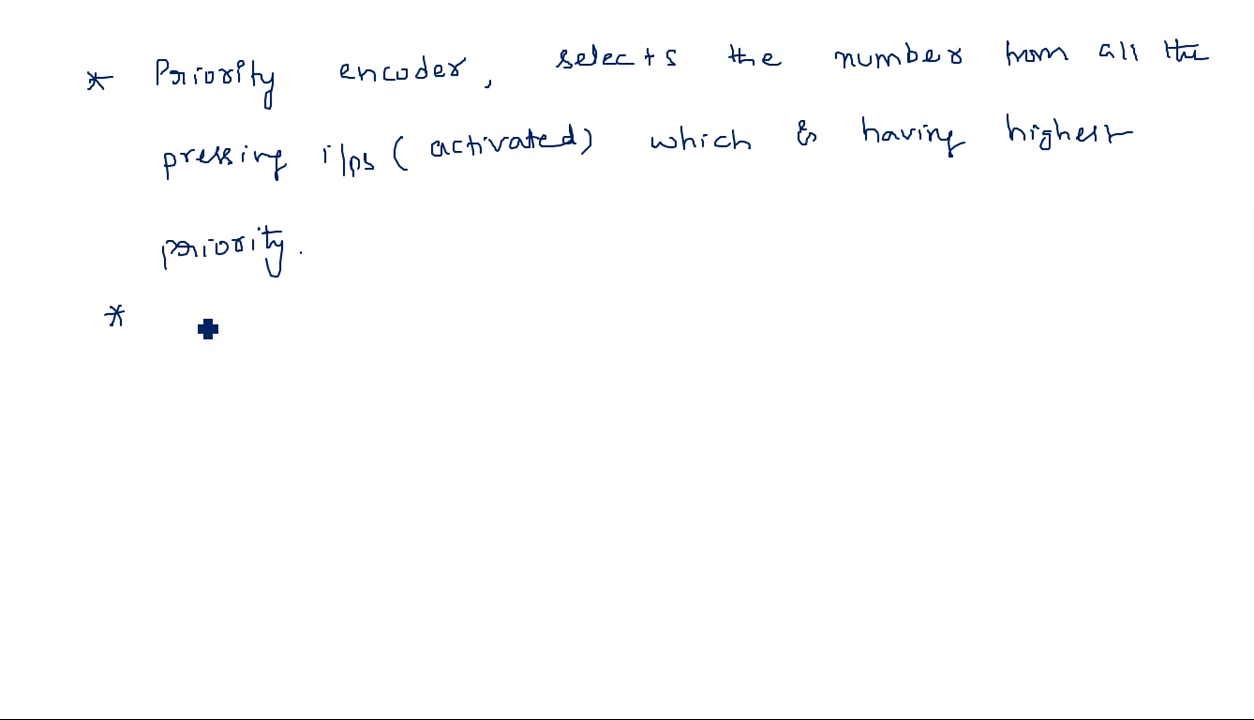 * Priority encoder, selects the number from all the
pressing i/ps (activated) which is having highest
priority.
*